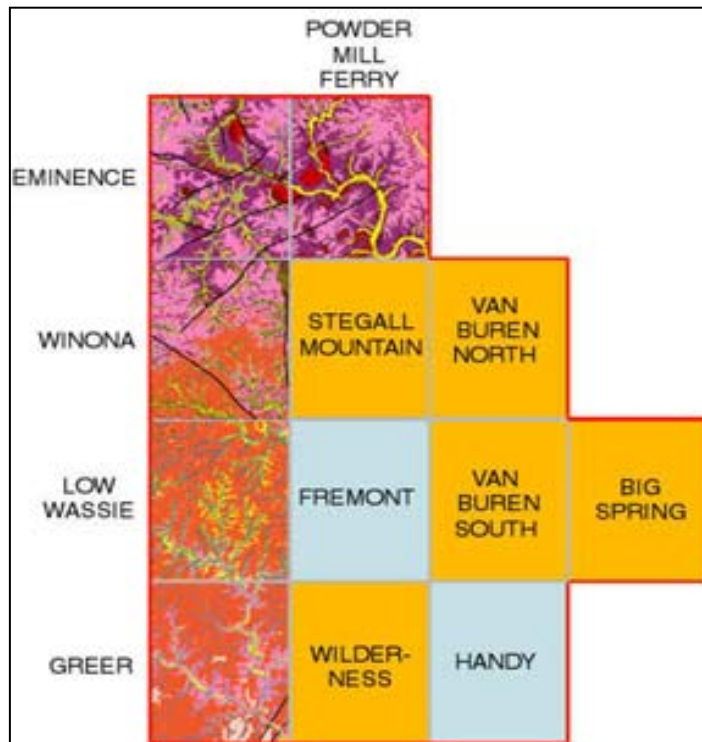 POWDER
MILL
FERRY
EMINENCE
WINONA
STEGALL
MOUNTAIN
VAN
BUREN
NORTH
LOW
WASSIE
FREMONT
VAN
BUREN
SOUTH
BIG
SPRING
GREER
WILDER-
NESS
HANDY